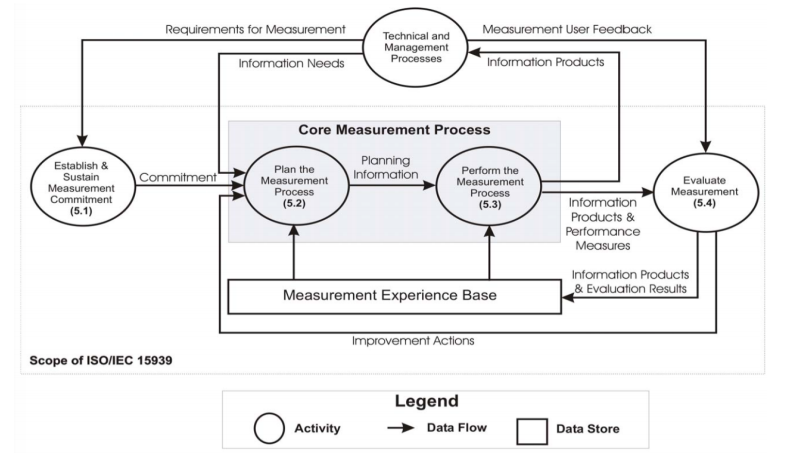 Requirements for Measurement
Technical and
Management
Processes
Measurement User Feedback
Information Needs
Information Products
Core Measurement Process
Establish &
Sustain
Measurement
Commitment
(5.1)
Commitment
Plan the
Measurement
Process
(5.2)
Planning
Information
Perform the
Measurement
Process
(5.3)
Information
Products &
Performance
Measures
Evaluate
Measurement
(5.4)
Measurement Experience Base
Information Products
& Evaluation Results
Improvement Actions
Scope of ISO/IEC 15939
Legend
Activity
Data Flow
Data Store